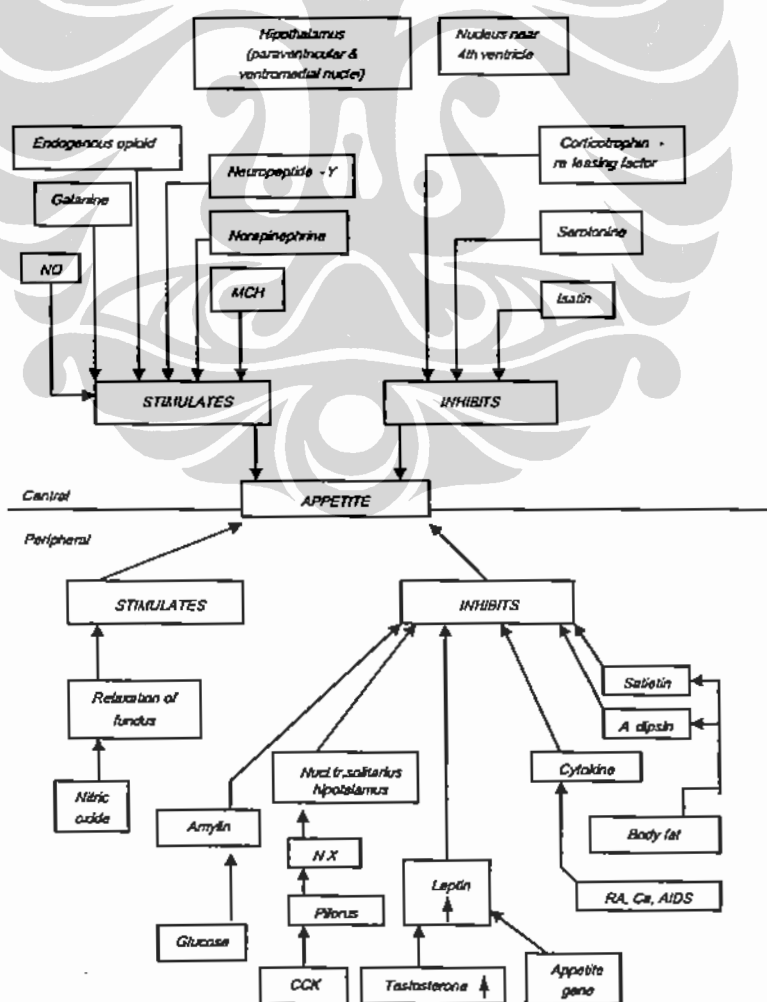 Hipothalamus
(paraventricular &
ventromedial nuclei)
Nucleus near
4th ventricle
Endogenous opioid
Corticotrophin -
releasing factor
Neuropeptide - Y
Galanine
Norepinephrine
Serotonine
NO
MCH
Isatin
STIMULATES
INHIBITS
APPETITE
Central
Peripheral
STIMULATES
INHIBITS
Relaxation of
fundus
Satietin
A dipsin
Nucl.tr.solitarius
hipotalamus
Cytokine
Nitric
oxide
Amylin
Body fat
N X
Leptin
RA, Ca, AIDS
Pilorus
Glucose
CCK
Testosterone
Appetite
gene